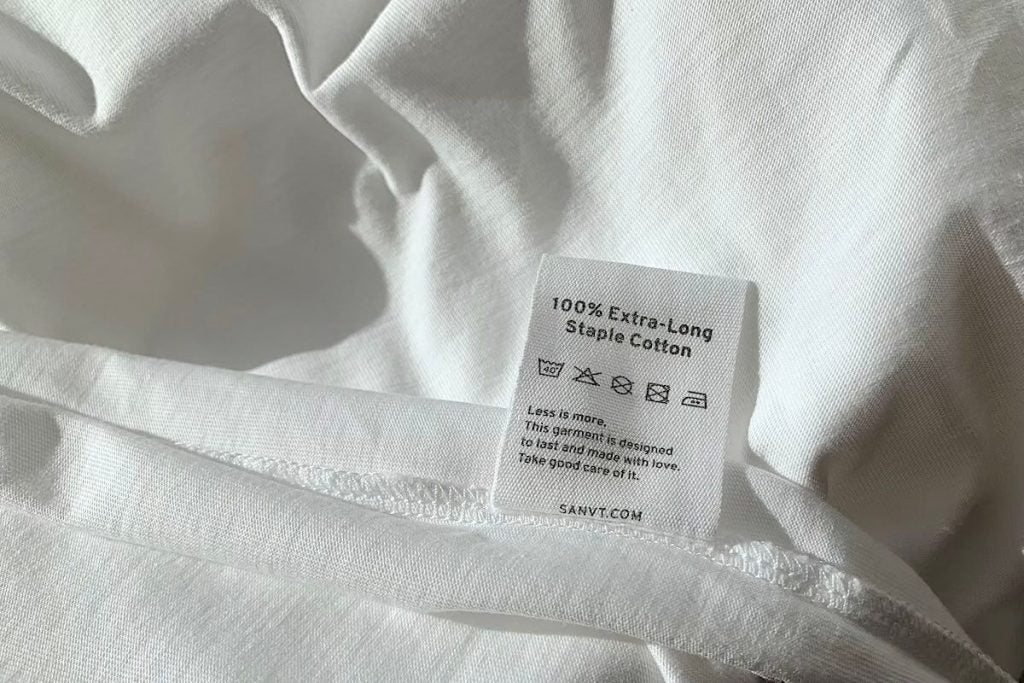 100% Extra-Long
Staple Cotton
40°
Less is more.
This garment is designed
to last and made with love.
Take good care of it.
SANVT.COM